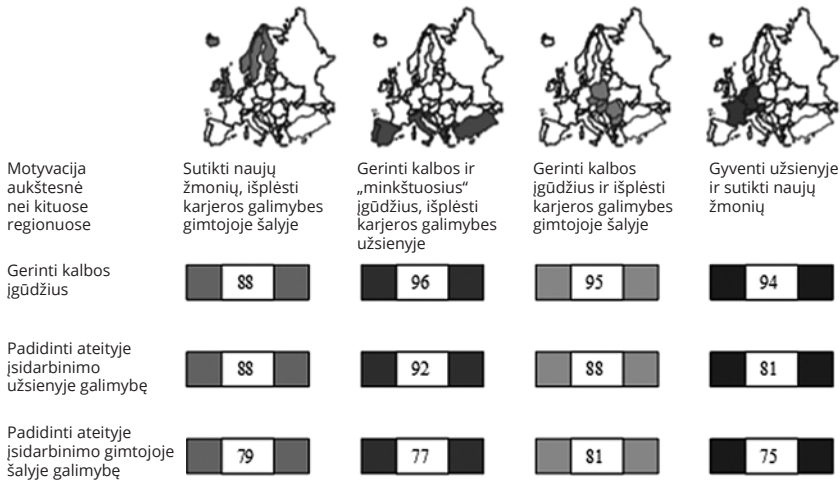 Motyvacija
aukštesnė
nei kituose
regionuose
Sutikti naujų
žmonių, išplėsti
karjeros galimybes
gimtojoje šalyje
Gerinti kalbos ir
„minkštuosius“
įgūdžius, išplėsti
karjeros galimybes
užsienyje
Gerinti kalbos
įgūdžius ir išplėsti
karjeros galimybes
gimtojoje šalyje
Gyventi užsienyje
ir sutikti naujų
žmonių
Gerinti kalbos
įgūdžius
88
96
95
94
Padidinti ateityje
įsidarbinimo
užsienyje galimybę
88
92
88
81
Padidinti ateityje
įsidarbinimo gimtojoje
šalyje galimybę
79
77
81
75